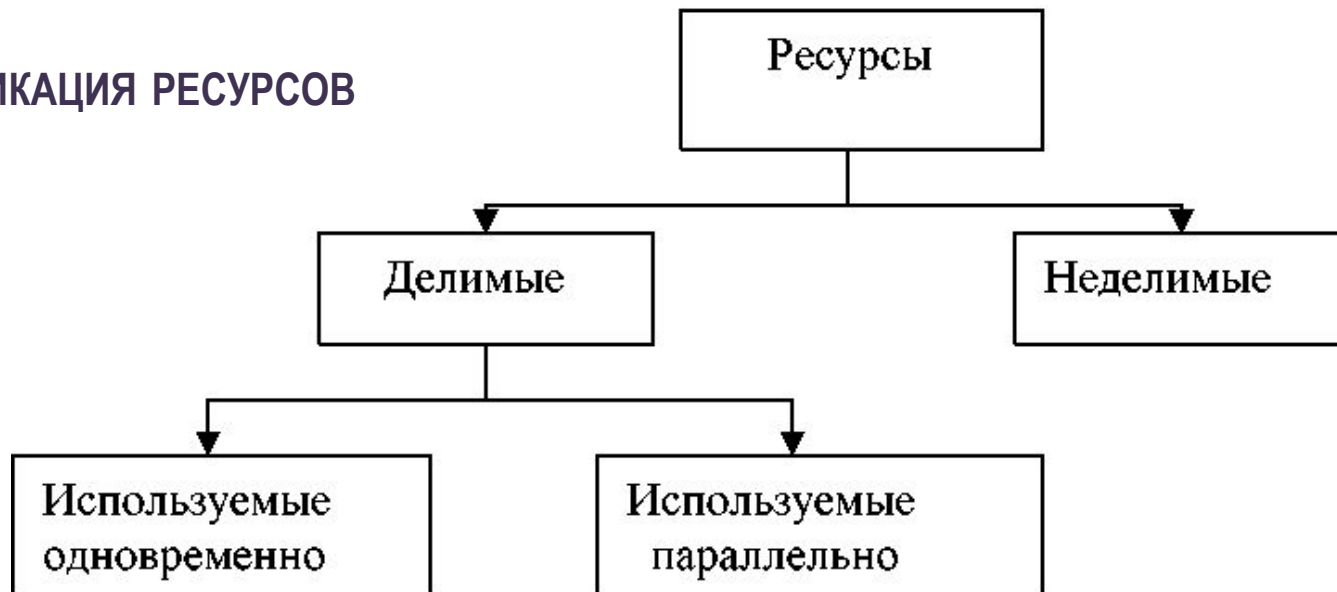 ИКАЦИЯ РЕСУРСОВ
Ресурсы
Делимые
Неделимые
Используемые
одновременно
Используемые
параллельно